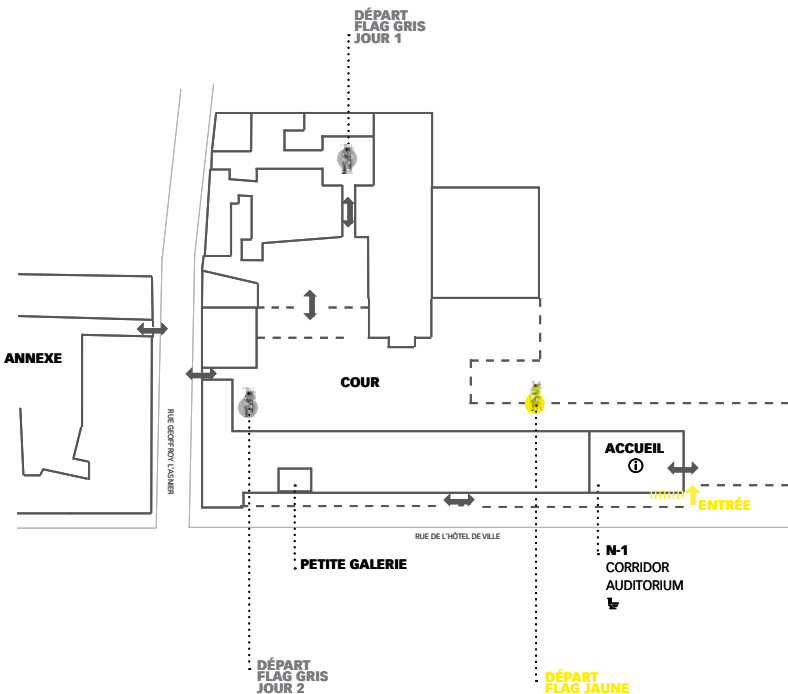 DÉPART
FLAG GRIS
JOUR 1
ANNEXE
COUR
RUE GEOFFROY L'ASNIER
ACCUEIL
ENTRÉE
RUE DE L'HÔTEL DE VILLE
PETITE GALERIE
N-1
CORRIDOR
AUDITORIUM
DÉPART
FLAG GRIS
JOUR 2
DÉPART
FLAG JAUNE